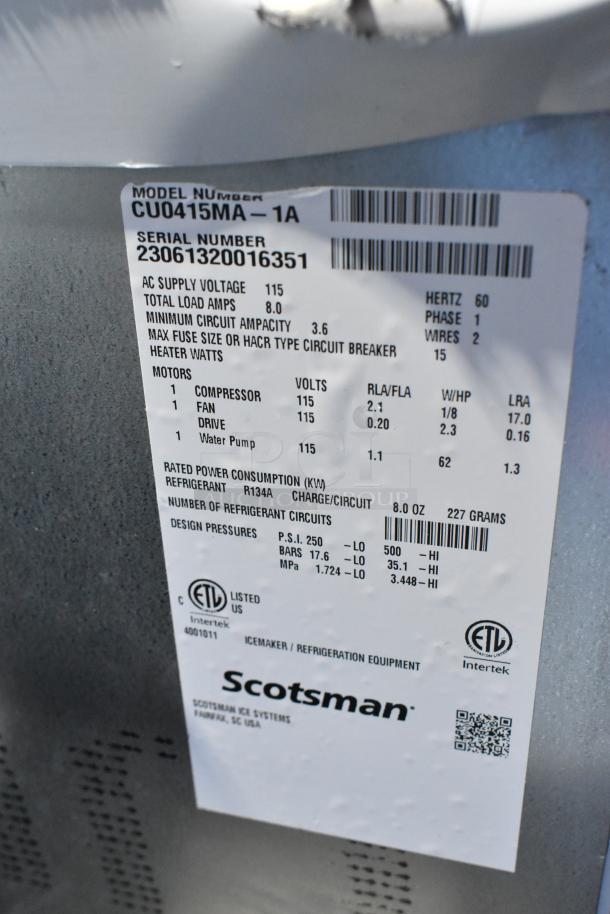 MODEL NUMBER
CU0415MA-1A
SERIAL NUMBER
23061320016351
AC SUPPLY VOLTAGE 115 HERTZ 60
TOTAL LOAD AMPS 8.0 PHASE 1
MINIMUM CIRCUIT AMPACITY 3.6 WIRES 2
MAX FUSE SIZE OR HACR TYPE CIRCUIT BREAKER 15
HEATER WATTS
MOTORS VOLTS RLA/FLA W/HP LRA
1 COMPRESSOR 115 2.1 1/8 17.0
1 FAN 115 0.20 2.3 0.16
DRIVE
1 Water Pump 115 1.1 62 1.3
RATED POWER CONSUMPTION (KW)
REFRIGERANT R134A CHARGE/CIRCUIT 8.0 OZ 227 GRAMS
NUMBER OF REFRIGERANT CIRCUITS
DESIGN PRESSURES P.S.I. 250 -LO 500 -HI
BARS 17.6 -LO 35.1 -HI
MPa 1.724 -LO 3.448 -HI
C ETL LISTED US
Intertek
4001011
ETL
Intertek
ICEMAKER / REFRIGERATION EQUIPMENT
Scotsman
SCOTSMAN ICE SYSTEMS
FAIRFAX, SC USA